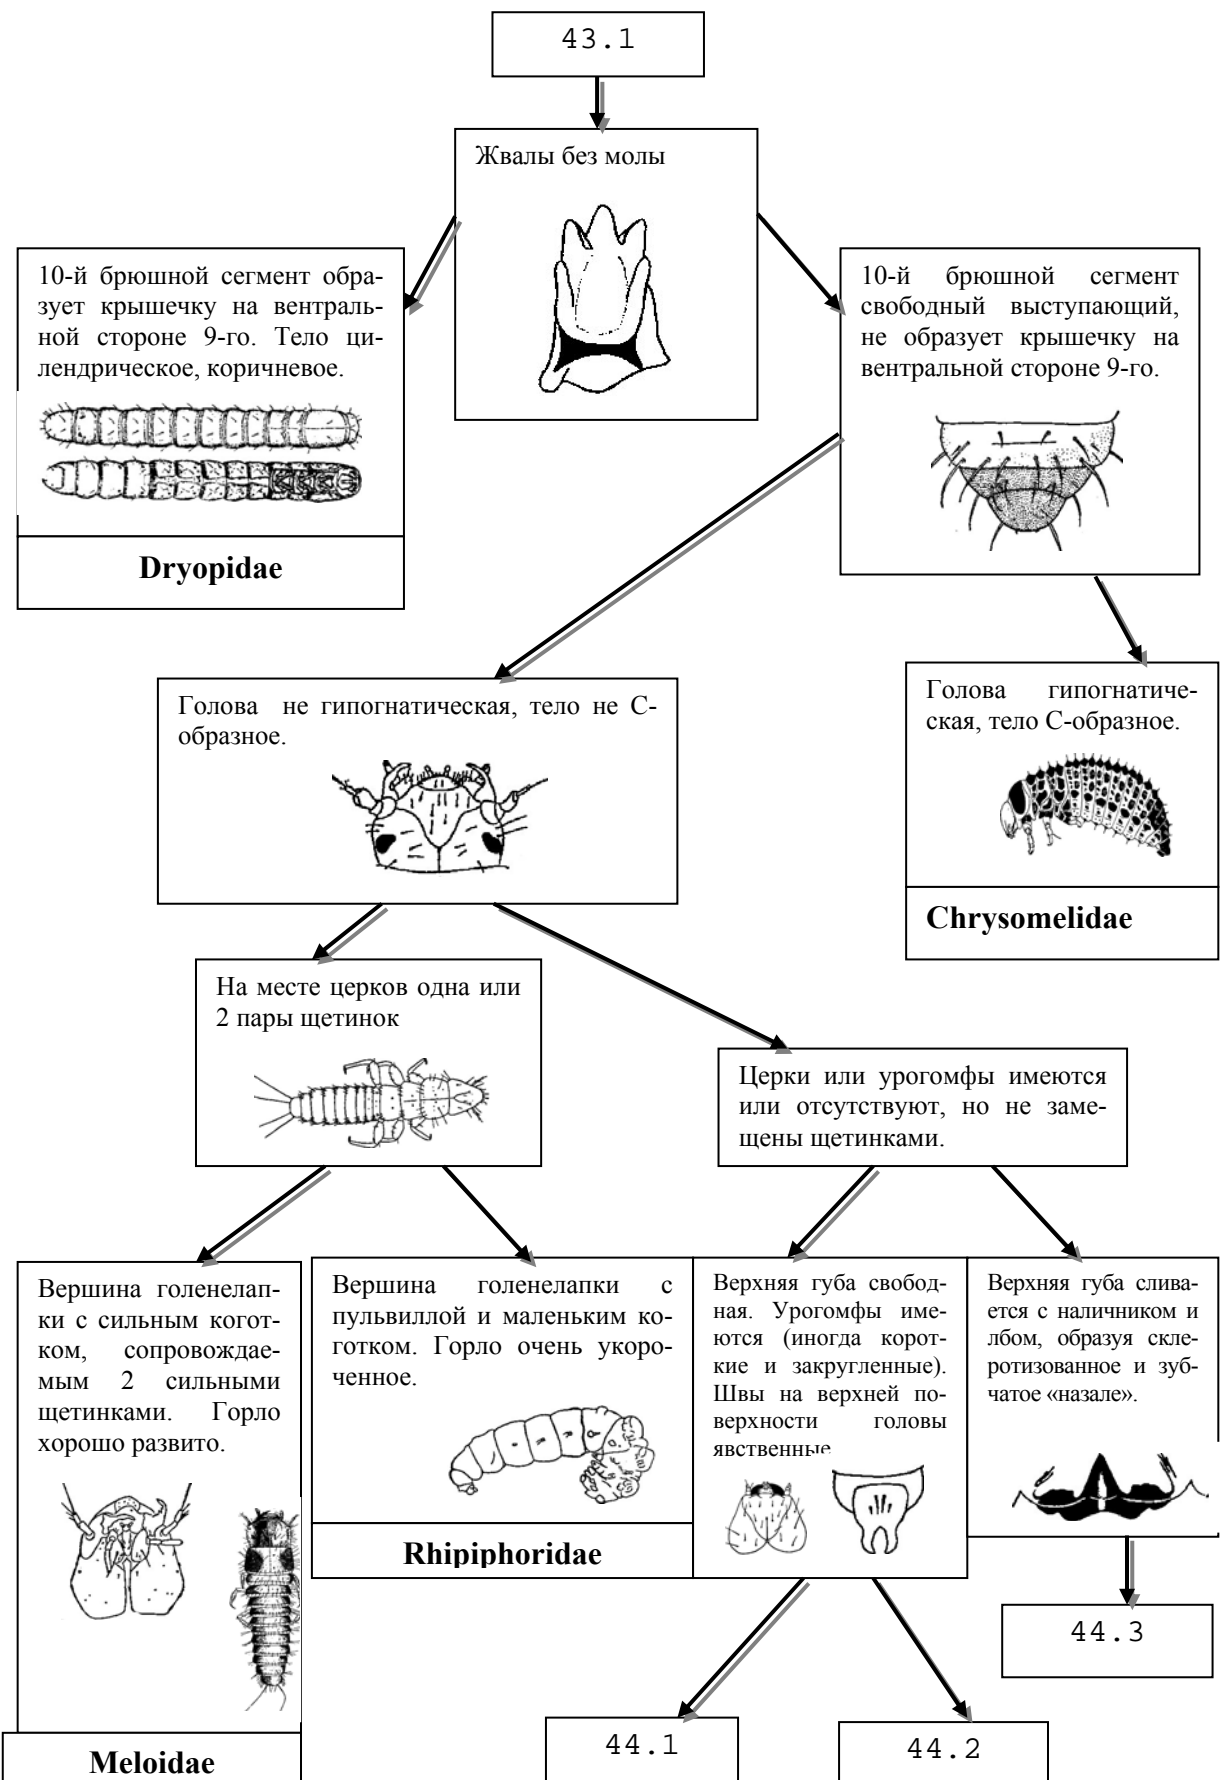 43.1
Жвалы без молы
10-й брюшной сегмент обра-
зует крышечку на вентраль-
ной стороне 9-го. Тело ци-
лендрическое, коричневое.
Dryopidae
10-й брюшной сегмент
свободный выступающий,
не образует крышечку на
вентральной стороне 9-го.
Голова не гипогнатическая, тело не С-
образное.
Голова гипогнатиче-
ская, тело С-образное.
Chrysomelidae
На месте церков одна или
2 пары щетинок
Церки или урогомфы имеются
или отсутствуют, но не заме-
щены щетинками.
Вершина голенелап-
ки с сильным когот-
ком, сопровождае-
мым 2 сильными
щетинками. Горло
хорошо развито.
Meloidae
Вершина голенелапки с
пульвиллой и маленьким ко-
готком. Горло очень укоро-
ченное.
Rhipiphoridae
Верхняя губа свобод-
ная. Урогомфы име-
ются (иногда корот-
кие и закругленные).
Швы на верхней по-
верхности головы
явственные
Верхняя губа слива-
ется с наличником и
лбом, образуя скле-
ротизованное и зуб-
чатое «назале».
44.3
44.1
44.2